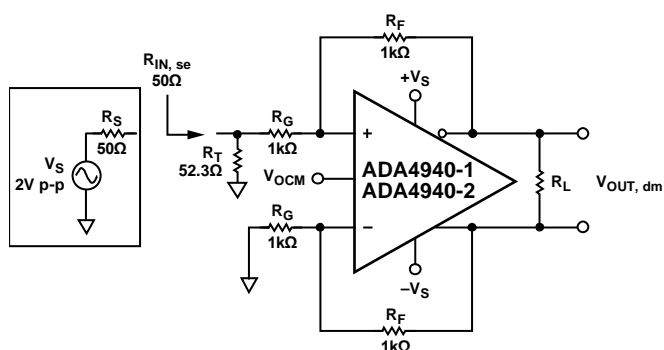 RF
1kΩ
RIN, se
50Ω
+VS
RS
50Ω
RG
1kΩ
+
VS
2V p-p
RT
52.3Ω
VOCM
ADA4940-1
ADA4940-2
RL
VOUT, dm
RG
1kΩ
–
–VS
RF
1kΩ